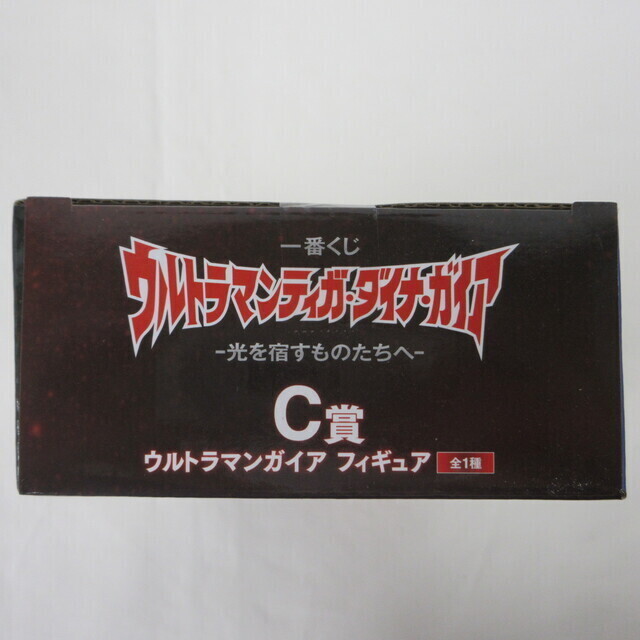 一番くじ
ウルトラマンティガ・ダイナ・ガイア
-光を宿すものたちへ-
C賞
ウルトラマンガイア フィギュア 全1種